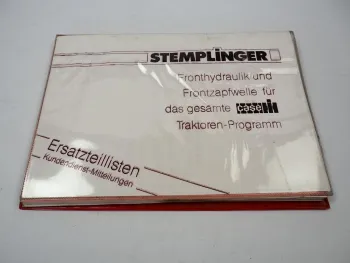 STEMPLINGER
Fronthydraulik und
Frontzapfwelle für
das gesamte CASE IH
Traktoren-Programm
Ersatzteillisten
Kundendienst-Mitteilungen